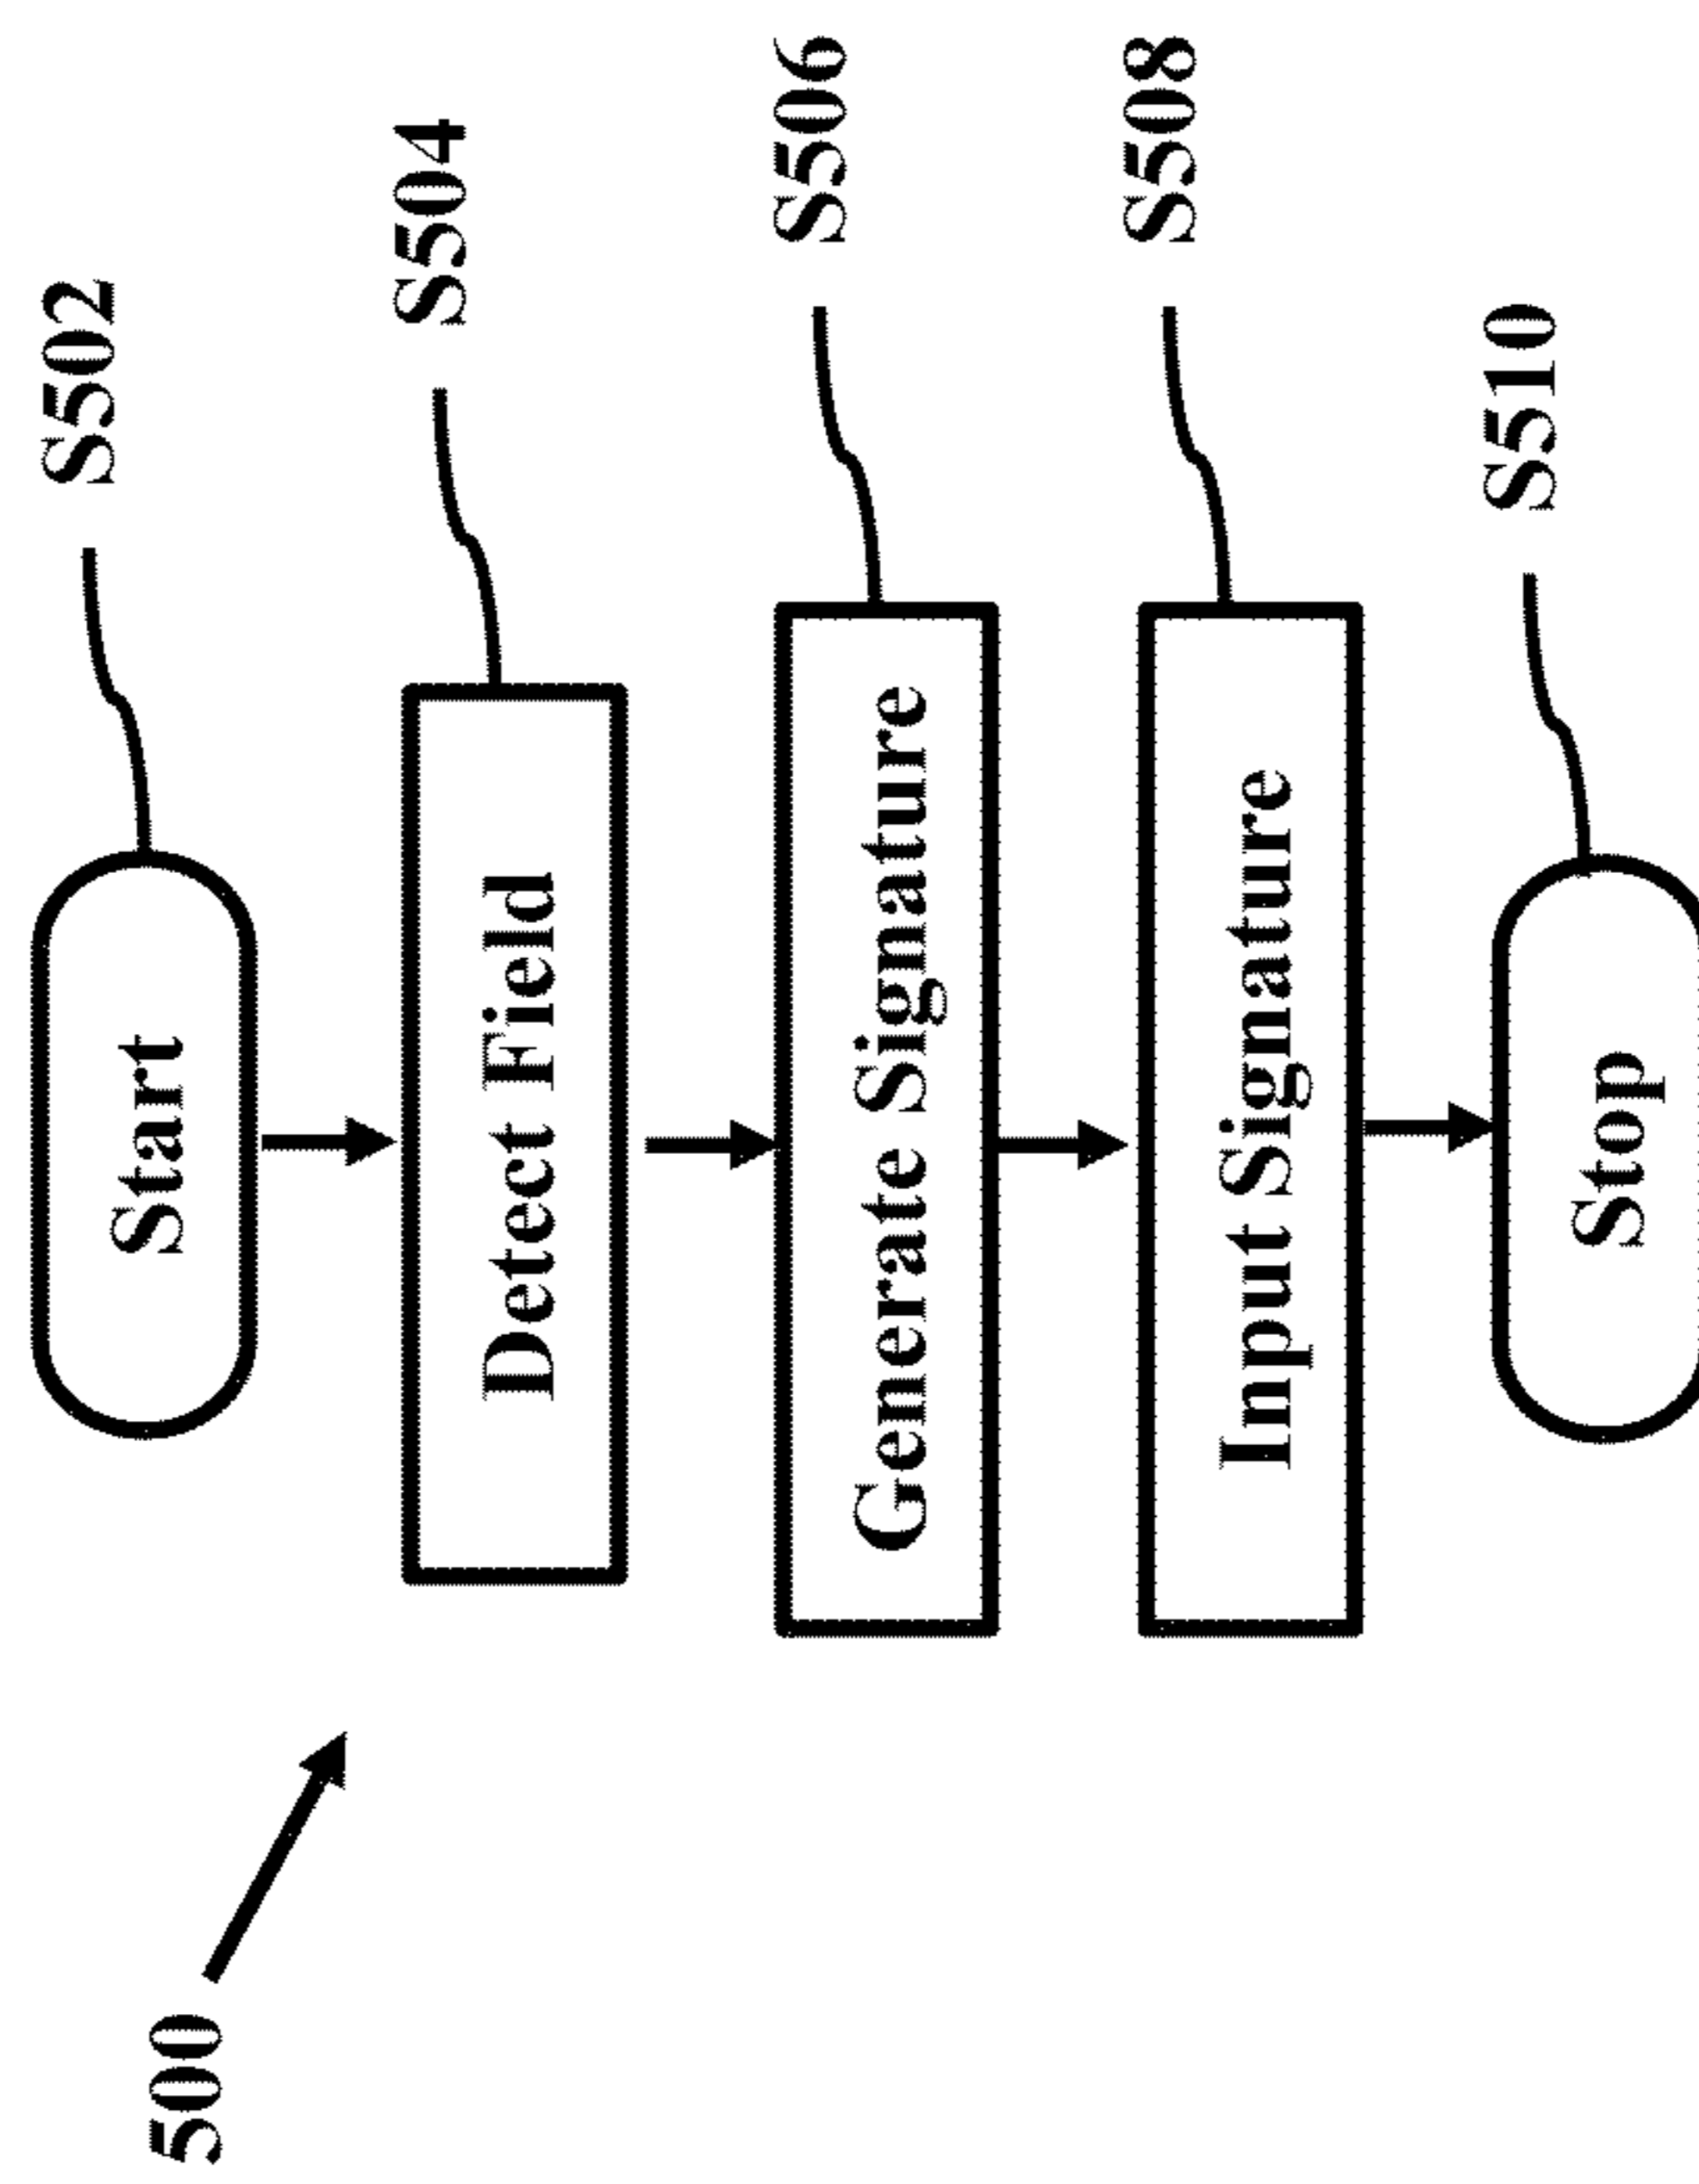 500
Start
S502
Detect Field
S504
Generate Signature
S506
Input Signature
S508
Stop
S510